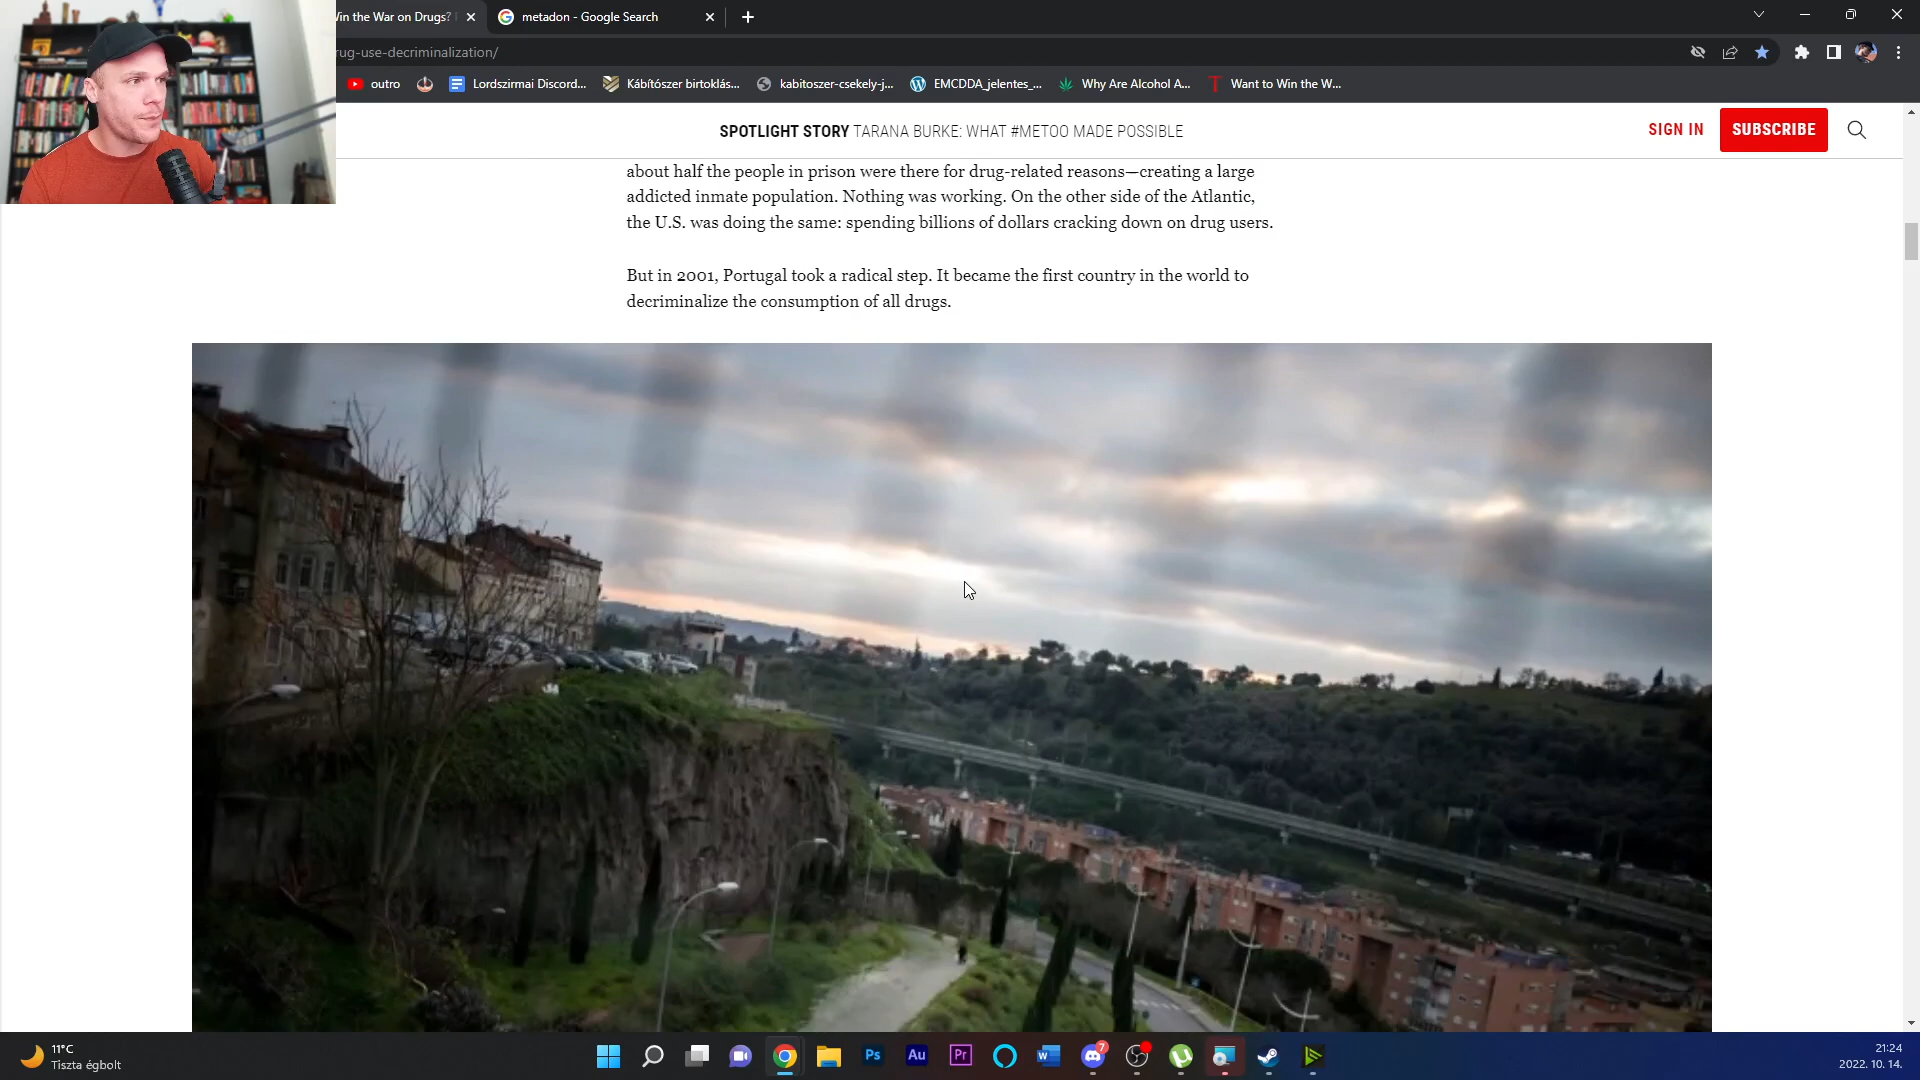 Win the War on Drugs?
metadon - Google Search
rug-use-decriminalization/
outro
Lordszirmai Discord...
Kábítószer birtoklás...
kabitoszer-csekely-j...
EMCDDA_jelentes_...
Why Are Alcohol A...
Want to Win the W...
SPOTLIGHT STORY TARANA BURKE: WHAT #METOO MADE POSSIBLE
SIGN IN
SUBSCRIBE
about half the people in prison were there for drug-related reasons—creating a large
addicted inmate population. Nothing was working. On the other side of the Atlantic,
the U.S. was doing the same: spending billions of dollars cracking down on drug users.
But in 2001, Portugal took a radical step. It became the first country in the world to
decriminalize the consumption of all drugs.
11°C
Tiszta égbolt
Ps
Au
Pr
W
7
21:24
2022. 10. 14.